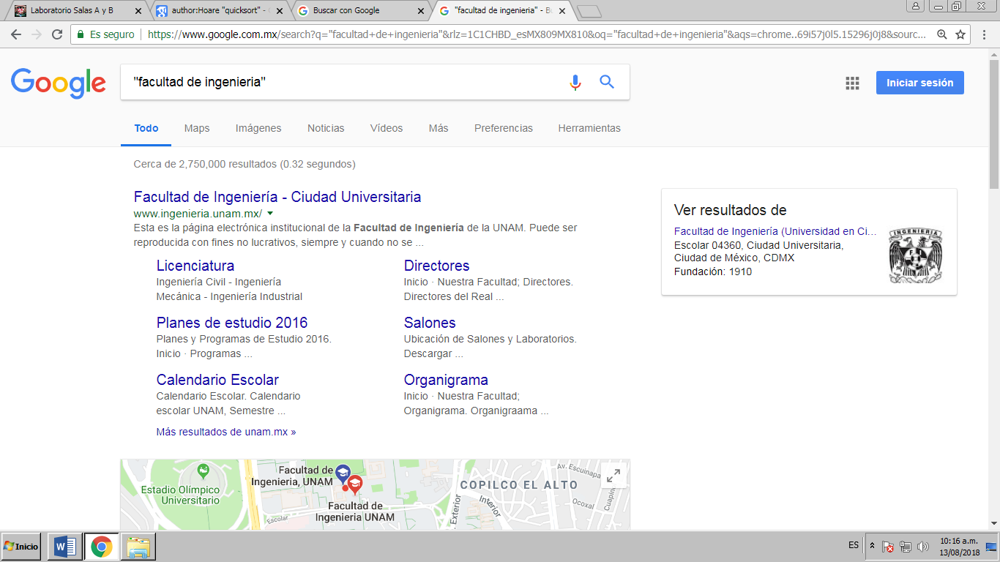 Laboratorio Salas A y B
author:Hoare "quicksort" -
Buscar con Google
"facultad de ingenieria" - B
Es seguro
https://www.google.com.mx/search?q="facultad+de+ingenieria"&rlz=1C1CHBD_esMX809MX810&oq="facultad+de+ingenieria"&aqs=chrome..69i57j0l5.15296j0j8&sourc...
Google
"facultad de ingenieria"
Iniciar sesión
Todo Maps Imágenes Noticias Vídeos Más Preferencias Herramientas
Cerca de 2,750,000 resultados (0.32 segundos)
Facultad de Ingeniería - Ciudad Universitaria
www.ingenieria.unam.mx/
Esta es la página electrónica institucional de la Facultad de Ingeniería de la UNAM. Puede ser
reproducida con fines no lucrativos, siempre y cuando no se ...
Licenciatura
Ingeniería Civil - Ingeniería
Mecánica - Ingeniería Industrial
Directores
Inicio · Nuestra Facultad; Directores.
Directores del Real ...
Planes de estudio 2016
Planes y Programas de Estudio 2016.
Inicio · Programas ...
Salones
Ubicación de Salones y Laboratorios.
Descargar ...
Calendario Escolar
Calendario Escolar. Calendario
escolar UNAM, Semestre ...
Organigrama
Inicio · Nuestra Facultad;
Organigrama. Organigraama ...
Más resultados de unam.mx »
Ver resultados de
Facultad de Ingeniería (Universidad en Ci...
Escolar 04360, Ciudad Universitaria,
Ciudad de México, CDMX
Fundación: 1910
INGENIERIA
Estadio Olímpico
Universitario
Facultad de
Ingenieria, UNAM
Facultad de
Ingenieria UNAM
Escolar
Exterior
Interior
COPILCO EL ALTO
Av. Escuinapa
Ocoxal
Cuapin
Inicio
W
ES
10:16 a.m.
13/08/2018